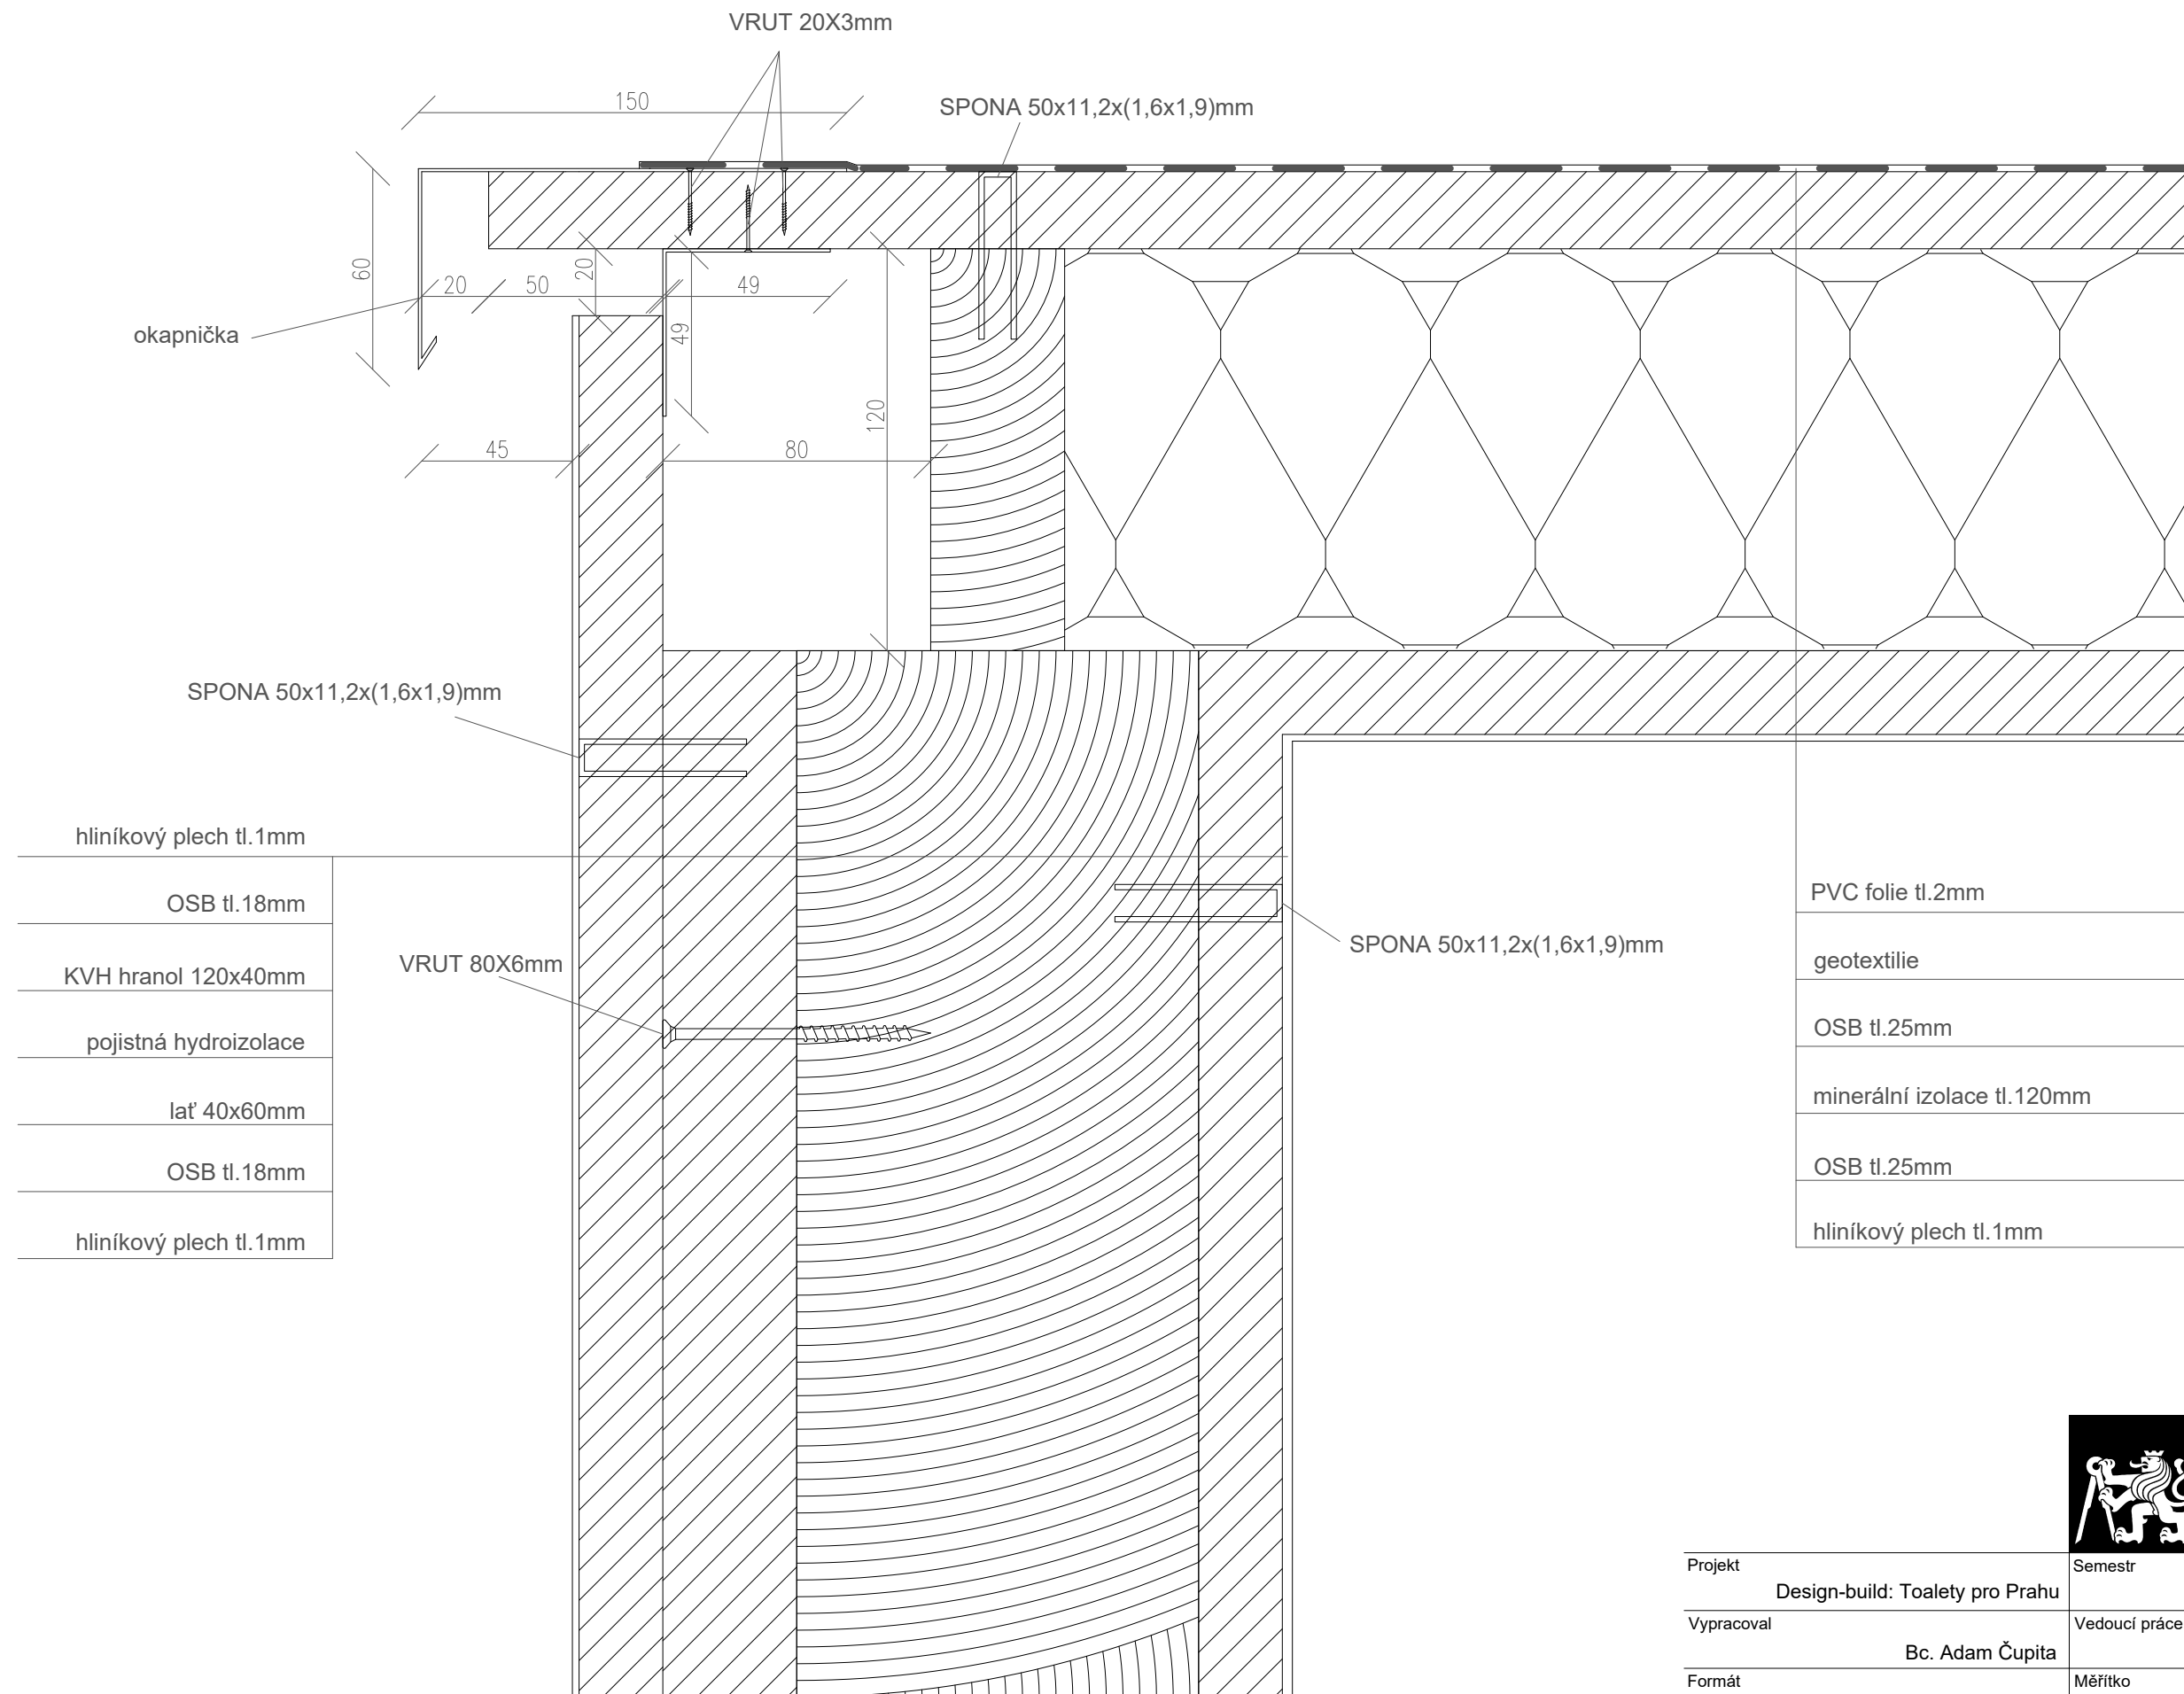 VRUT 20X3mm
150
SPONA 50x11,2x(1,6x1,9)mm
60
20
50
20
49
49
okapnička
120
45
80
SPONA 50x11,2x(1,6x1,9)mm
hliníkový plech tl.1mm
OSB tl.18mm
KVH hranol 120x40mm
pojistná hydroizolace
lať 40x60mm
OSB tl.18mm
hliníkový plech tl.1mm
VRUT 80X6mm
SPONA 50x11,2x(1,6x1,9)mm
PVC folie tl.2mm
geotextilie
OSB tl.25mm
minerální izolace tl.120mm
OSB tl.25mm
hliníkový plech tl.1mm
Projekt
Design-build: Toalety pro Prahu
Semestr
Vypracoval
Bc. Adam Čupita
Vedoucí práce
Formát
Měřítko